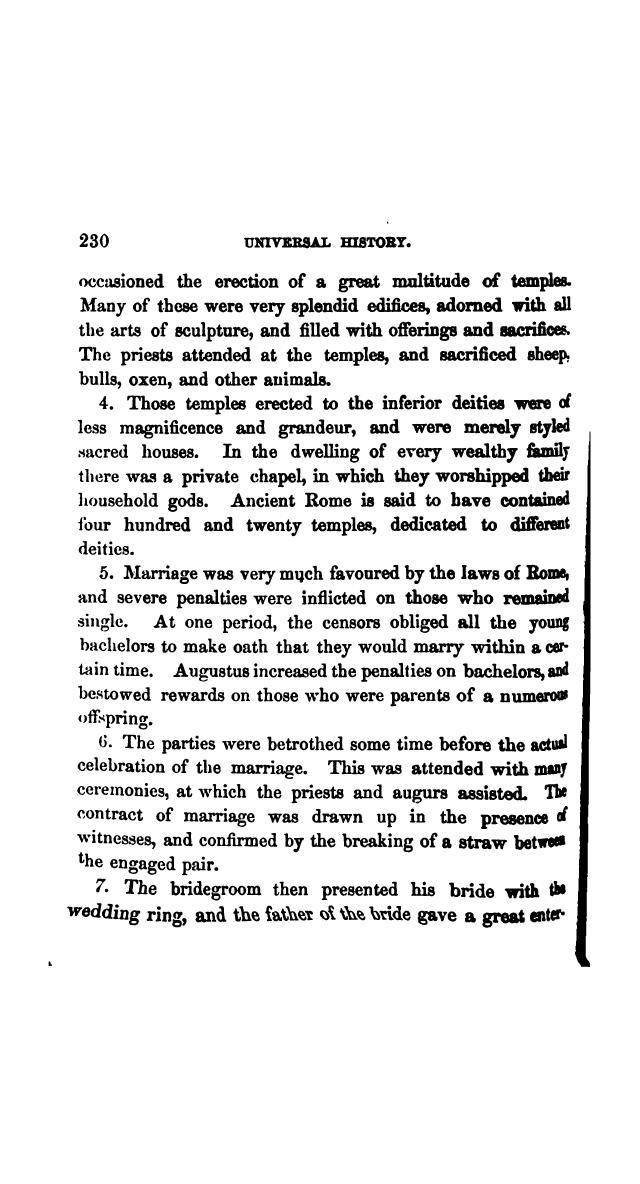 230 UNIVERSAL HISTORY.
occasioned the erection of a great multitude of temples.
Many of these were very splendid edifices, adorned with all
the arts of sculpture, and filled with offerings and sacrifices.
The priests attended at the temples, and sacrificed sheep,
bulls, oxen, and other animals.
4. Those temples erected to the inferior deities were of
less magnificence and grandeur, and were merely styled
sacred houses. In the dwelling of every wealthy family
there was a private chapel, in which they worshipped their
household gods. Ancient Rome is said to have contained
four hundred and twenty temples, dedicated to different
deities.
5. Marriage was very much favoured by the laws of Rome,
and severe penalties were inflicted on those who remained
single. At one period, the censors obliged all the young
bachelors to make oath that they would marry within a cer-
tain time. Augustus increased the penalties on bachelors, and
bestowed rewards on those who were parents of a numerous
offspring.
6. The parties were betrothed some time before the actual
celebration of the marriage. This was attended with many
ceremonies, at which the priests and augurs assisted. The
contract of marriage was drawn up in the presence of
witnesses, and confirmed by the breaking of a straw between
the engaged pair.
7. The bridegroom then presented his bride with the
wedding ring, and the father of the bride gave a great enter-